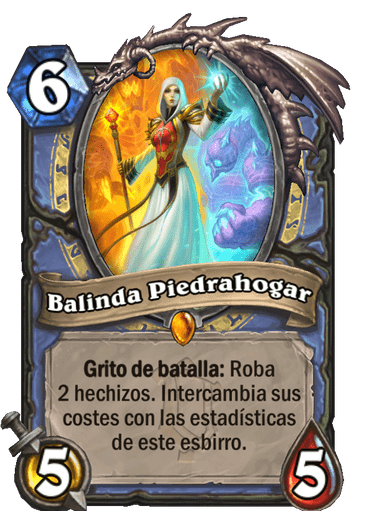 6
Balinda Piedrahogar
Grito de batalla: Roba
2 hechizos. Intercambia sus
costes con las estadísticas
de este esbirro.
5 5